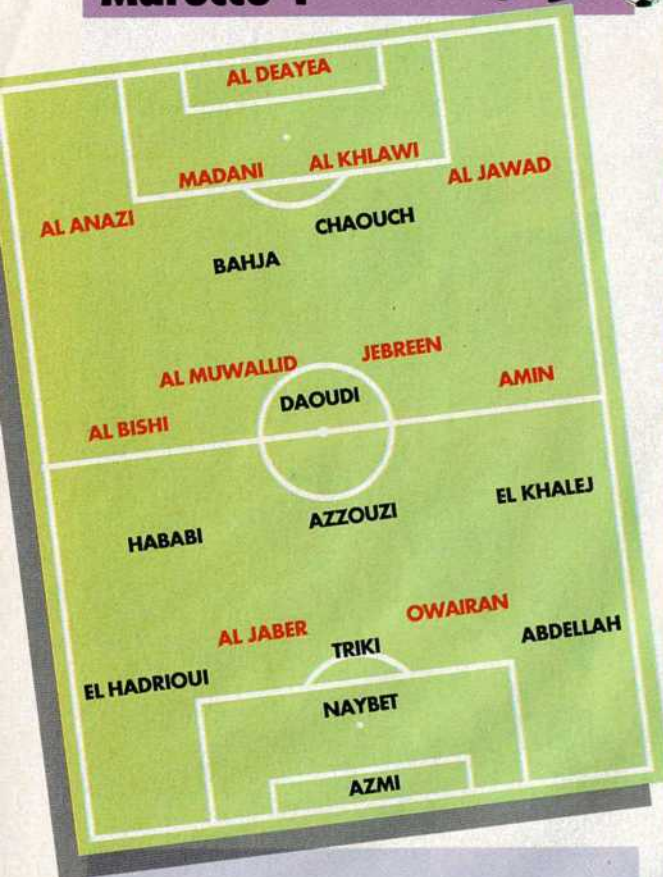 AL DEAYEA
MADANI
AL KHLAWI
AL JAWAD
AL ANAZI
CHAOUCH
BAHJA
JEBREEN
AL MUWALLID
AMIN
DAOUDI
AL BISHI
EL KHALEJ
AZZOUZI
HABABI
OWAIRAN
AL JABER
ABDELLAH
TRIKI
EL HADRIOUI
NAYBET
AZMI